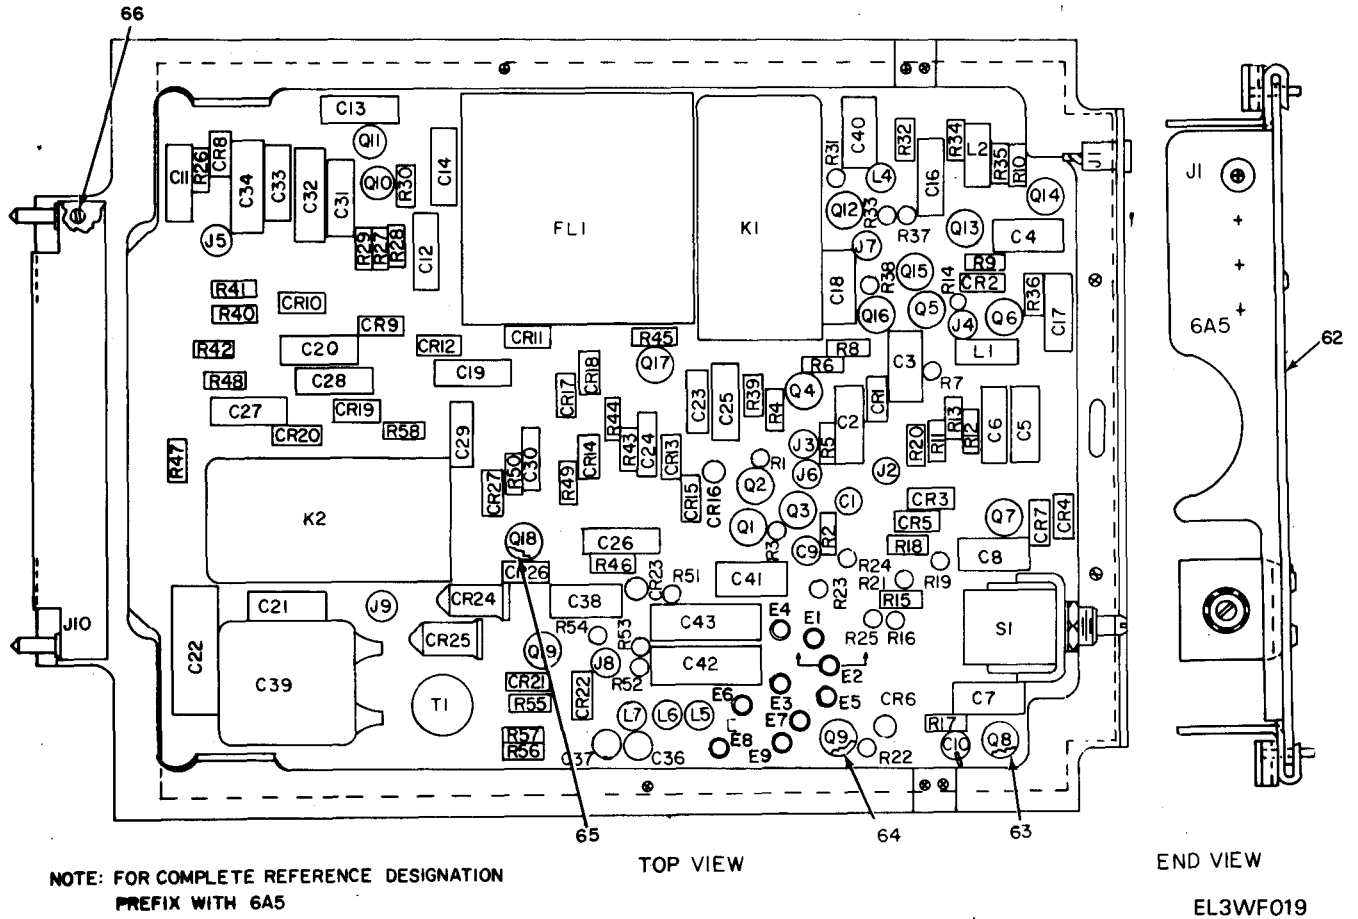 66
C13
Q11
C11
R26
CR8
C34
C33
C32
C31
Q10
R30
C14
FL1
K1
R31
C40
R32
R34
L2
R35
R10
J1
L4
C16
Q14
Q12
R33
R37
Q13
C4
J5
R29
R27
R28
C12
J7
C18
R38
Q15
R14
R9
CR2
R36
C17
R41
CR10
R40
CR9
Q16
Q5
J4
Q6
R42
C20
CR12
CR11
R45
R8
C3
L1
R48
C28
C19
CR18
Q17
R6
R7
C27
CR19
CR17
C23
C25
R39
R4
Q4
C2
CR1
CR20
R58
C29
R44
R43
C24
CR13
J3
R5
R20
R11
R13
R12
C6
C5
R47
CR27
R50
C30
R49
CR14
CR15
CR16
R1
J6
J2
Q2
K2
C1
CR3
Q1
Q3
CR5
Q7
CR7
CR4
Q18
C26
R3
R2
R18
C8
CR26
R46
C9
R24
R19
C22
C21
J9
CR24
C38
CR23
R51
C41
R23
R21
R15
J10
CR25
R54
R53
C43
E4
E1
R25
R16
S1
C39
Q19
J8
R52
C42
E2
T1
CR21
CR22
E6
E3
E5
C7
R55
L7
L6
L5
E7
CR6
R17
R57
R56
C37
C36
E8
E9
Q9
R22
C10
Q8
65
64
63
J1
6A5
62
TOP VIEW
END VIEW
NOTE: FOR COMPLETE REFERENCE DESIGNATION
PREFIX WITH 6A5
EL3WF019